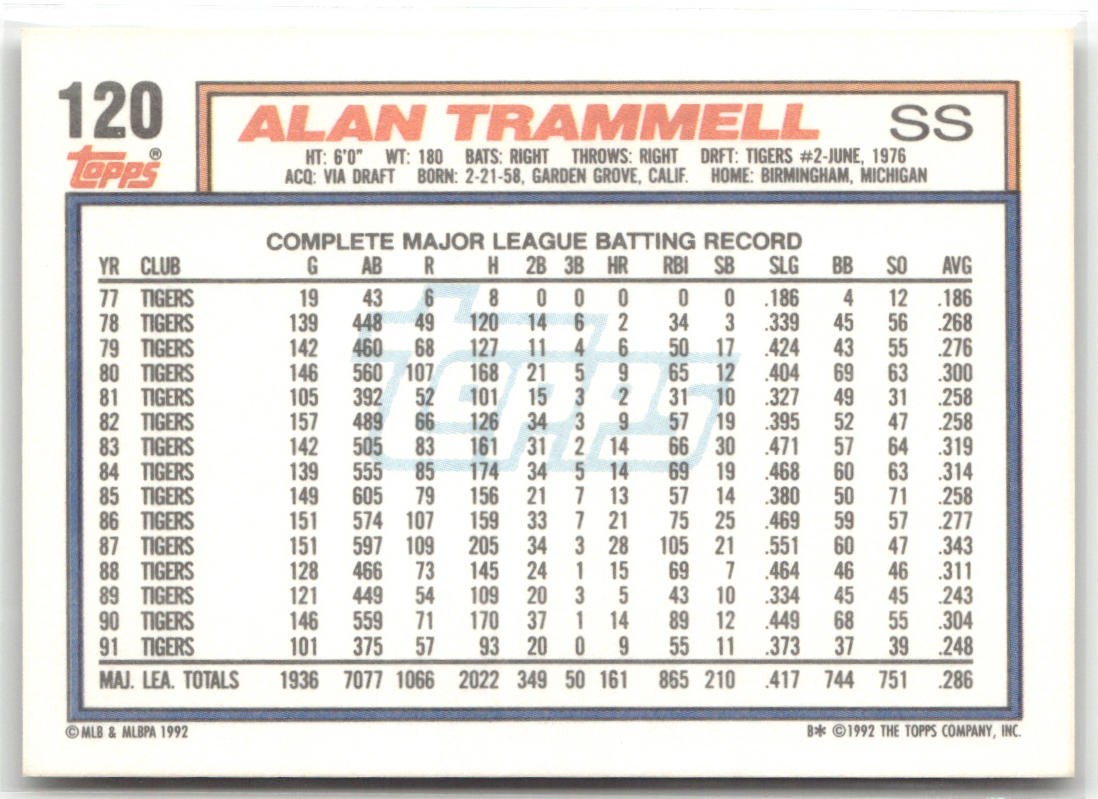 120
ALAN TRAMMELL SS
topps®
HT: 6'0" WT: 180 BATS: RIGHT THROWS: RIGHT DRFT: TIGERS #2-JUNE, 1976
ACQ: VIA DRAFT BORN: 2-21-58, GARDEN GROVE, CALIF. HOME: BIRMINGHAM, MICHIGAN
COMPLETE MAJOR LEAGUE BATTING RECORD
YR CLUB G AB R H 2B 3B HR RBI SB SLG BB SO AVG
77 TIGERS 19 43 6 8 0 0 0 0 0 .186 4 12 .186
78 TIGERS 139 448 49 120 14 6 2 34 3 .339 45 56 .268
79 TIGERS 142 460 68 127 11 4 6 50 17 .424 43 55 .276
80 TIGERS 146 560 107 168 21 5 9 65 12 .404 69 63 .300
81 TIGERS 105 392 52 101 15 3 2 31 10 .327 49 31 .258
82 TIGERS 157 489 66 126 34 3 9 57 19 .395 52 47 .258
83 TIGERS 142 505 83 161 31 2 14 66 30 .471 57 64 .319
84 TIGERS 139 555 85 174 34 5 14 69 19 .468 60 63 .314
85 TIGERS 149 605 79 156 21 7 13 57 14 .380 50 71 .258
86 TIGERS 151 574 107 159 33 7 21 75 25 .469 59 57 .277
87 TIGERS 151 597 109 205 34 3 28 105 21 .551 60 47 .343
88 TIGERS 128 466 73 145 24 1 15 69 7 .464 46 46 .311
89 TIGERS 121 449 54 109 20 3 5 43 10 .334 45 45 .243
90 TIGERS 146 559 71 170 37 1 14 89 12 .449 68 55 .304
91 TIGERS 101 375 57 93 20 0 9 55 11 .373 37 39 .248
MAJ. LEA. TOTALS 1936 7077 1066 2022 349 50 161 865 210 .417 744 751 .286
topps
©MLB & MLBPA 1992 B* ©1992 THE TOPPS COMPANY, INC.